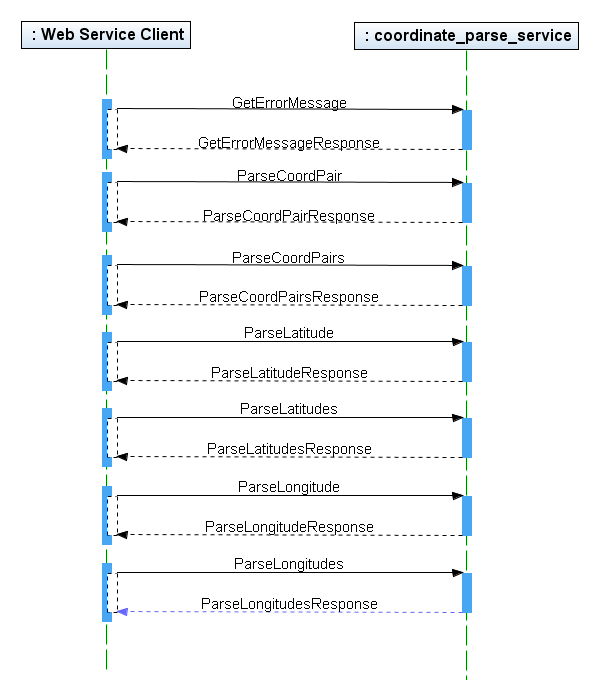 : Web Service Client
: coordinate_parse_service
GetErrorMessage
GetErrorMessageResponse
ParseCoordPair
ParseCoordPairResponse
ParseCoordPairs
ParseCoordPairsResponse
ParseLatitude
ParseLatitudeResponse
ParseLatitudes
ParseLatitudesResponse
ParseLongitude
ParseLongitudeResponse
ParseLongitudes
ParseLongitudesResponse